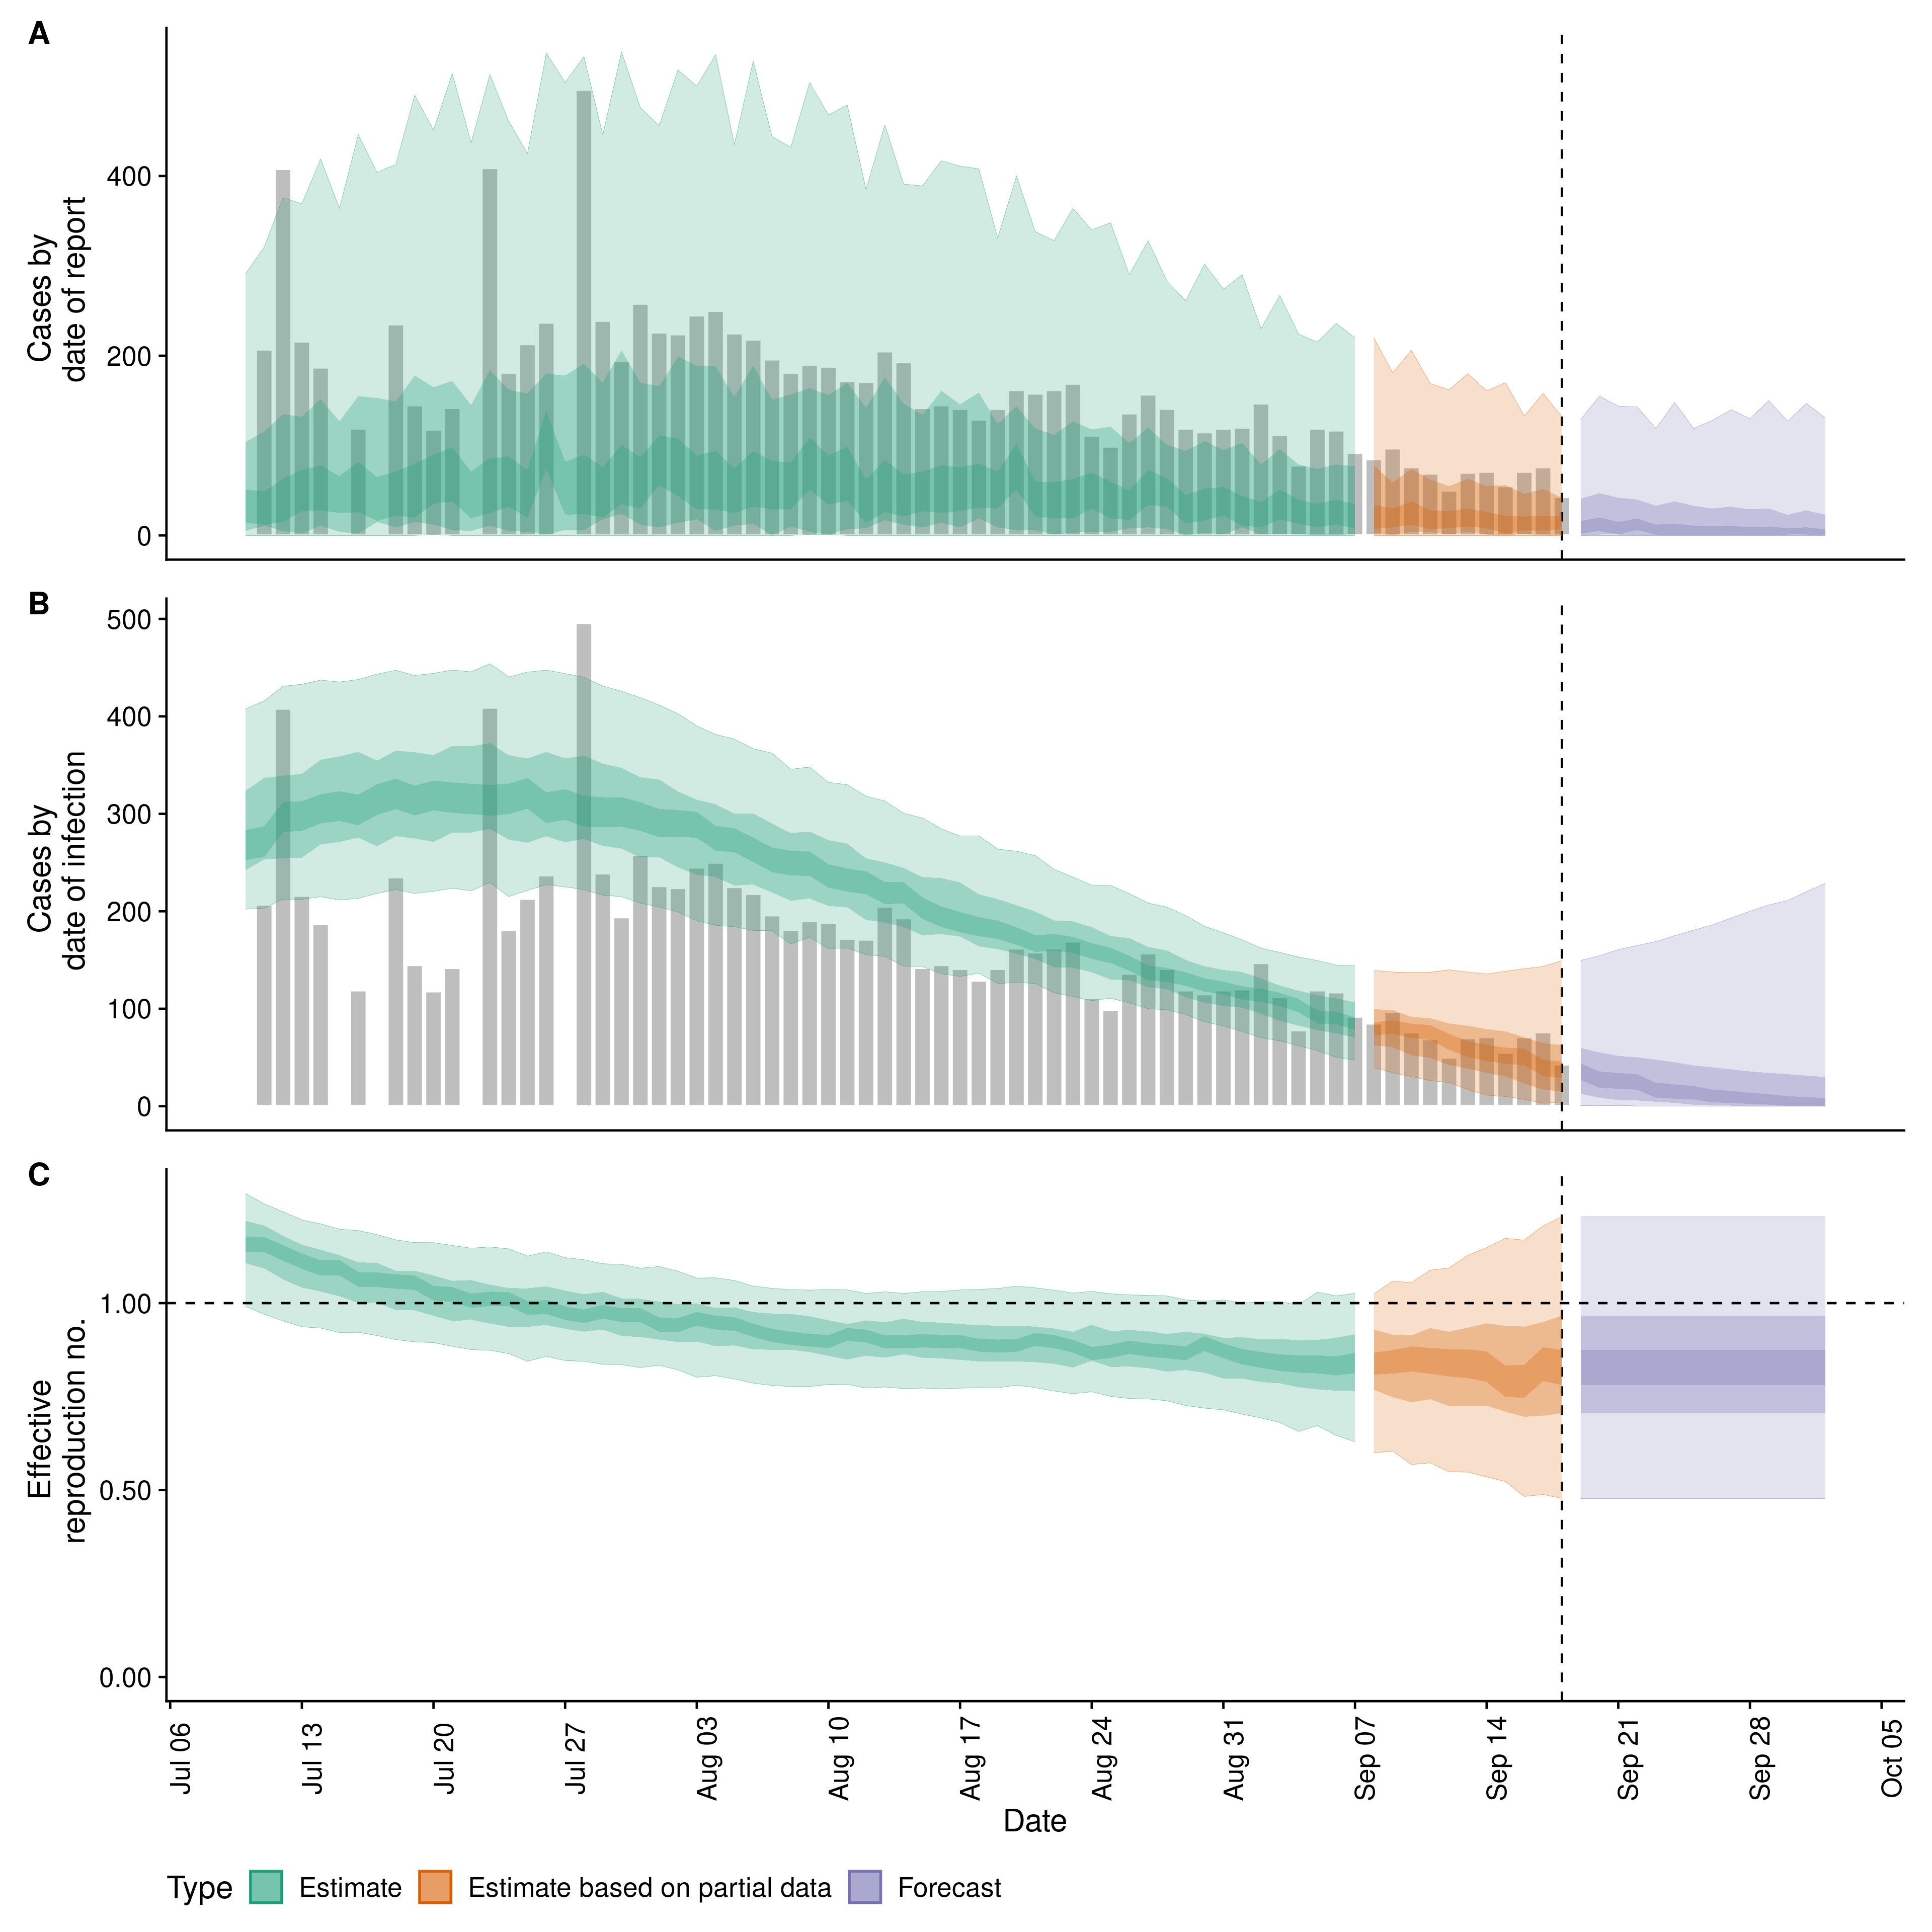 A
Cases by
date of report
400
200
0
B
Cases by
date of infection
500
400
300
200
100
0
C
Effective
reproduction no.
1.00
0.50
0.00
Jul 06
Jul 13
Jul 20
Jul 27
Aug 03
Aug 10
Aug 17
Aug 24
Aug 31
Sep 07
Sep 14
Sep 21
Sep 28
Oct 05
Date
Type Estimate Estimate based on partial data Forecast